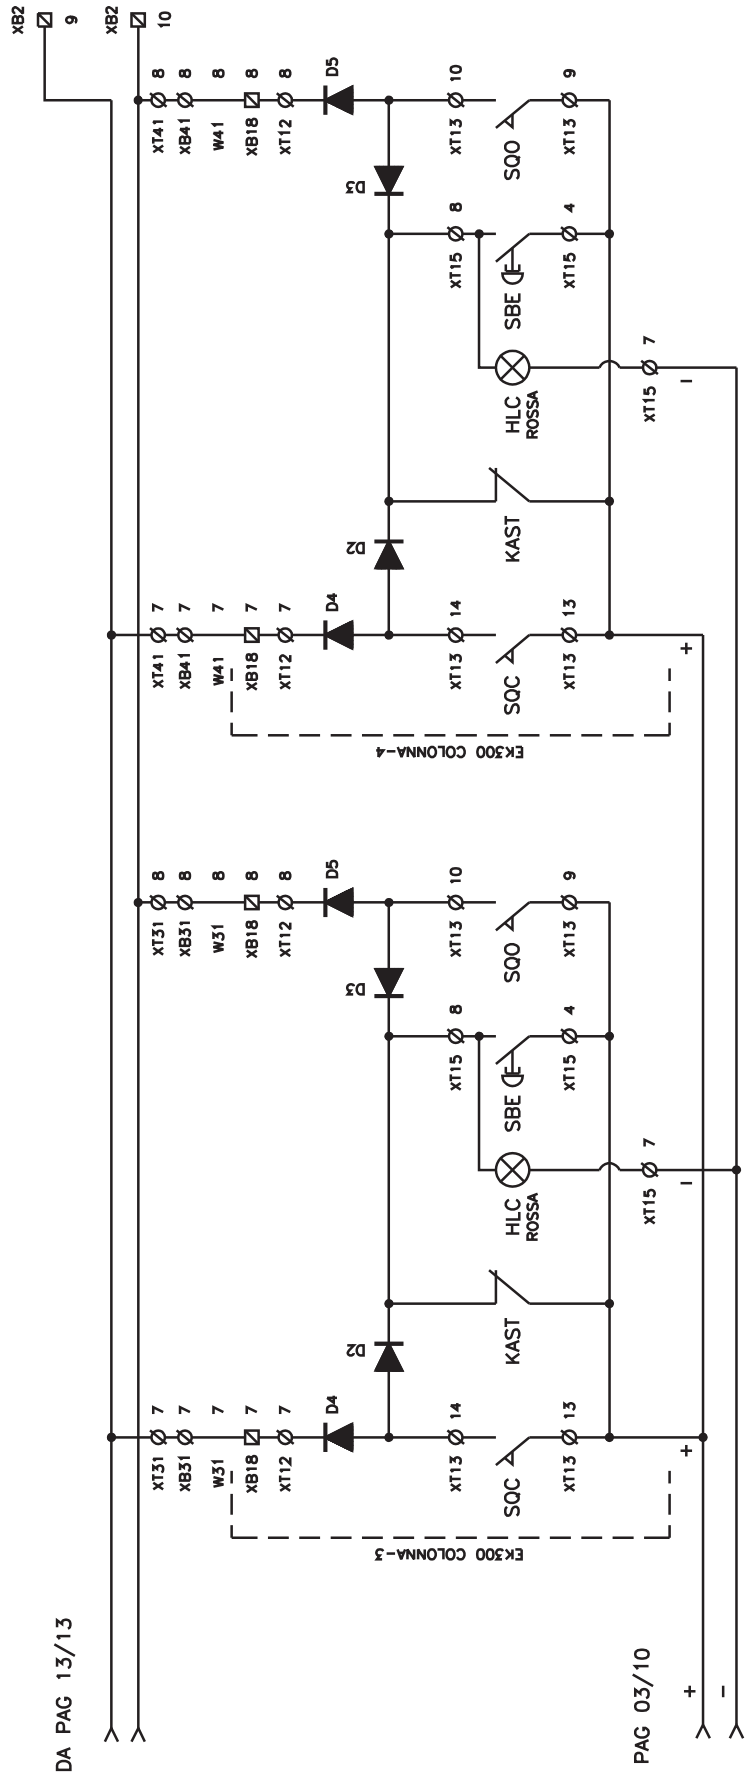 XB2 9
XB2 10
XT41 8
XB41 8
W41 8
XB18 8
XT12 8
D5
XT13 10
SQO
XT13 9
D3
XT15 8
SBE
XT15 4
HLC
ROSSA
XT15 7
−
KAST
D2
XT41 7
XB41 7
W41 7
XB18 7
XT12 7
D4
XT13 14
SQC
XT13 13
+
EK300 COLONNA-4
XT31 8
XB31 8
W31 8
XB18 8
XT12 8
D5
XT13 10
SQO
XT13 9
D3
XT15 8
SBE
XT15 4
HLC
ROSSA
XT15 7
−
KAST
D2
XT31 7
XB31 7
W31 7
XB18 7
XT12 7
D4
XT13 14
SQC
XT13 13
+
EK300 COLONNA-3
DA PAG 13/13
PAG 03/10
+
−